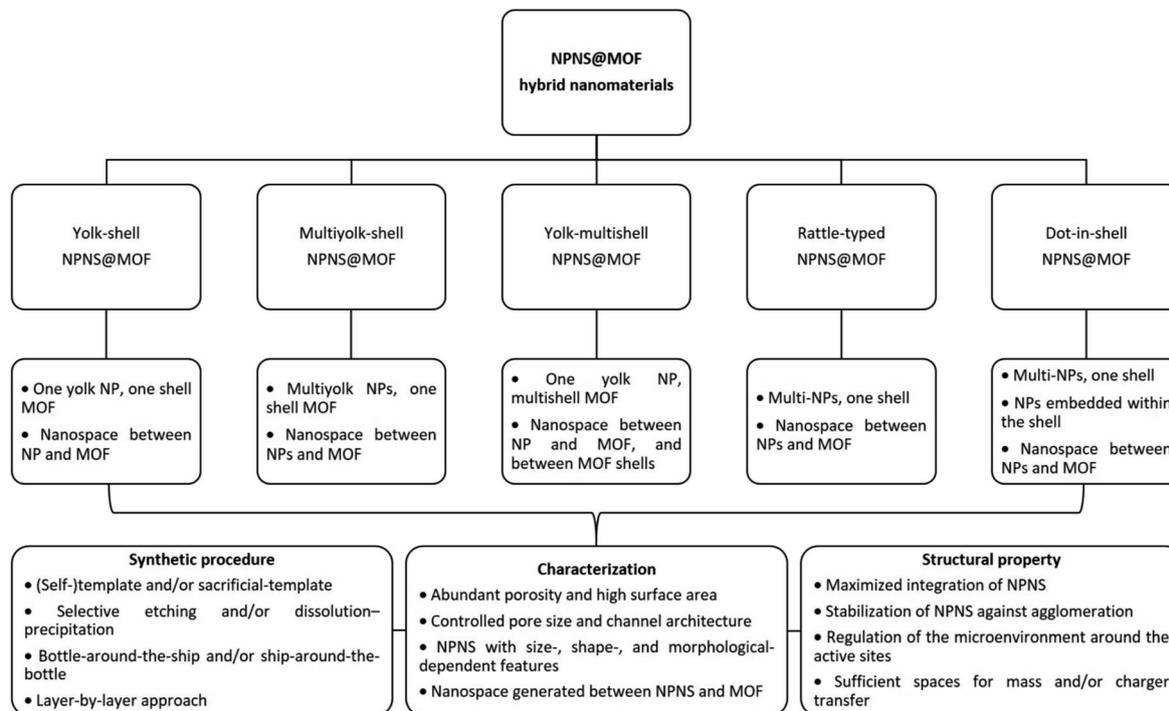 NPNS@MOF
hybrid nanomaterials
Yolk-shell
NPNS@MOF
Multiyolk-shell
NPNS@MOF
Yolk-multishell
NPNS@MOF
Rattle-typed
NPNS@MOF
Dot-in-shell
NPNS@MOF
• One yolk NP, one shell
MOF
• Nanospace between
NP and MOF
• Multiyolk NPs, one
shell MOF
• Nanospace between
NPs and MOF
• One yolk NP,
multishell MOF
• Nanospace between
NP and MOF, and
between MOF shells
• Multi-NPs, one shell
• Nanospace between
NPs and MOF
• Multi-NPs, one shell
• NPs embedded within
the shell
• Nanospace between
NPs and MOF
Synthetic procedure
• (Self-)template and/or sacrificial-template
• Selective etching and/or dissolution–
precipitation
• Bottle-around-the-ship and/or ship-around-the-
bottle
• Layer-by-layer approach
Characterization
• Abundant porosity and high surface area
• Controlled pore size and channel architecture
• NPNS with size-, shape-, and morphological-
dependent features
• Nanospace generated between NPNS and MOF
Structural property
• Maximized integration of NPNS
• Stabilization of NPNS against agglomeration
• Regulation of the microenvironment around the
active sites
• Sufficient spaces for mass and/or charger
transfer